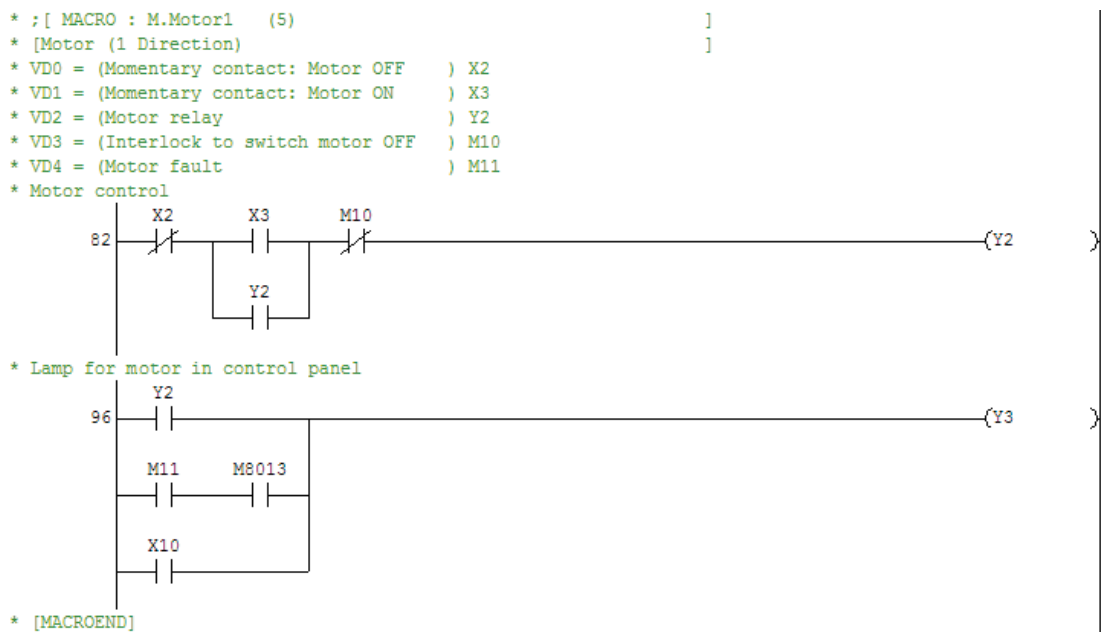 * ;[ MACRO : M.Motor1 (5) ]
* [Motor (1 Direction) ]
* VD0 = (Momentary contact: Motor OFF ) X2
* VD1 = (Momentary contact: Motor ON ) X3
* VD2 = (Motor relay ) Y2
* VD3 = (Interlock to switch motor OFF ) M10
* VD4 = (Motor fault ) M11
* Motor control
X2 X3 M10
82 (Y2 )
Y2
* Lamp for motor in control panel
Y2
96 (Y3 )
M11 M8013
X10
* [MACROEND]